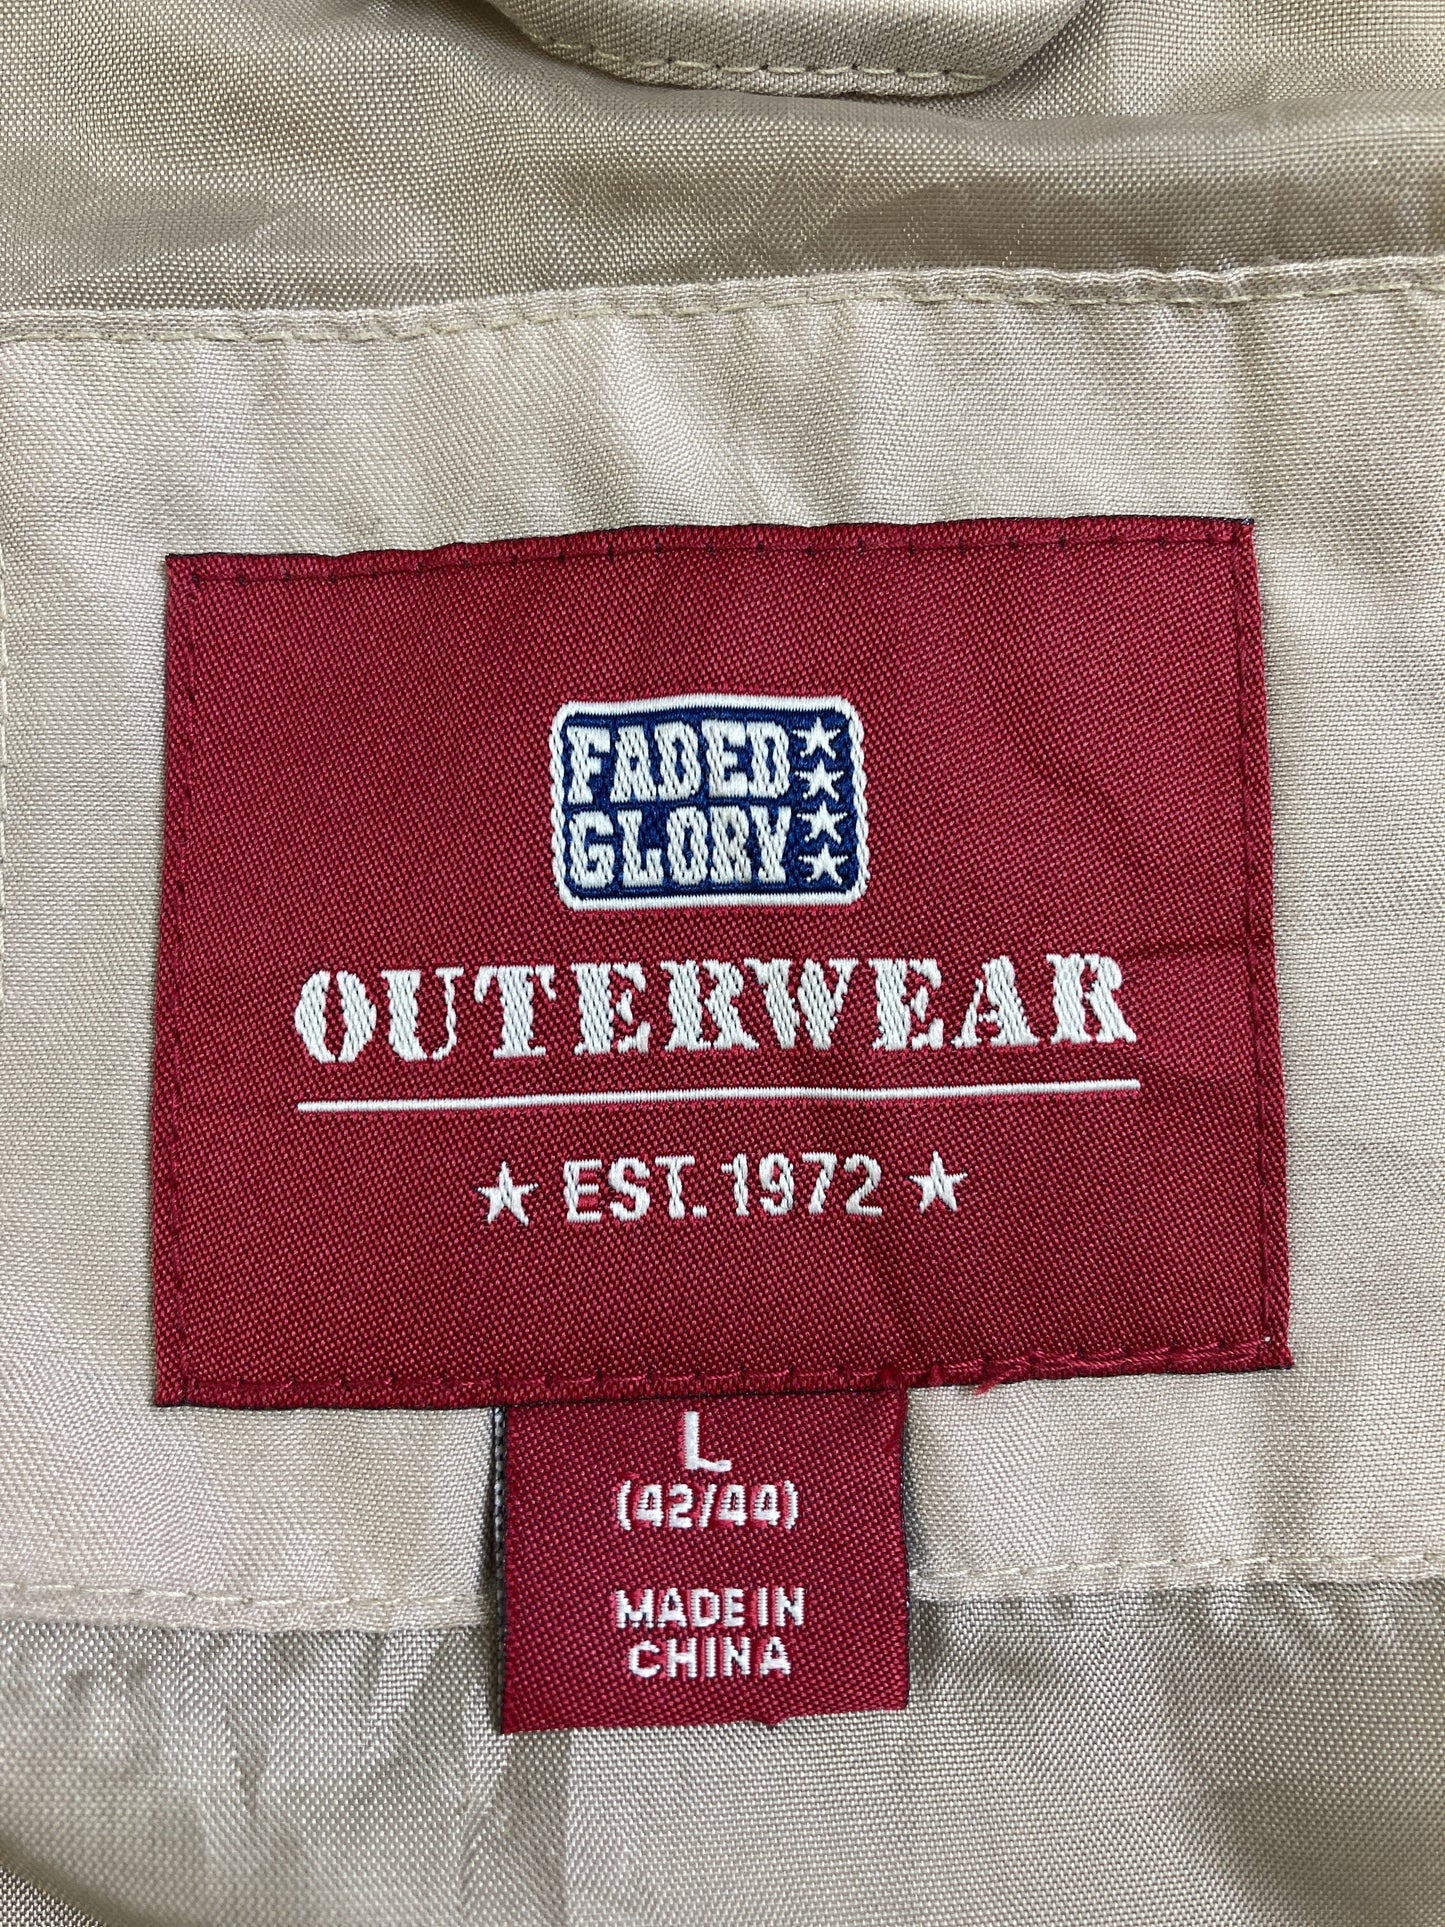 FADED
GLORY
OUTERWEAR
EST. 1972
L
(42/44)
MADE IN
CHINA